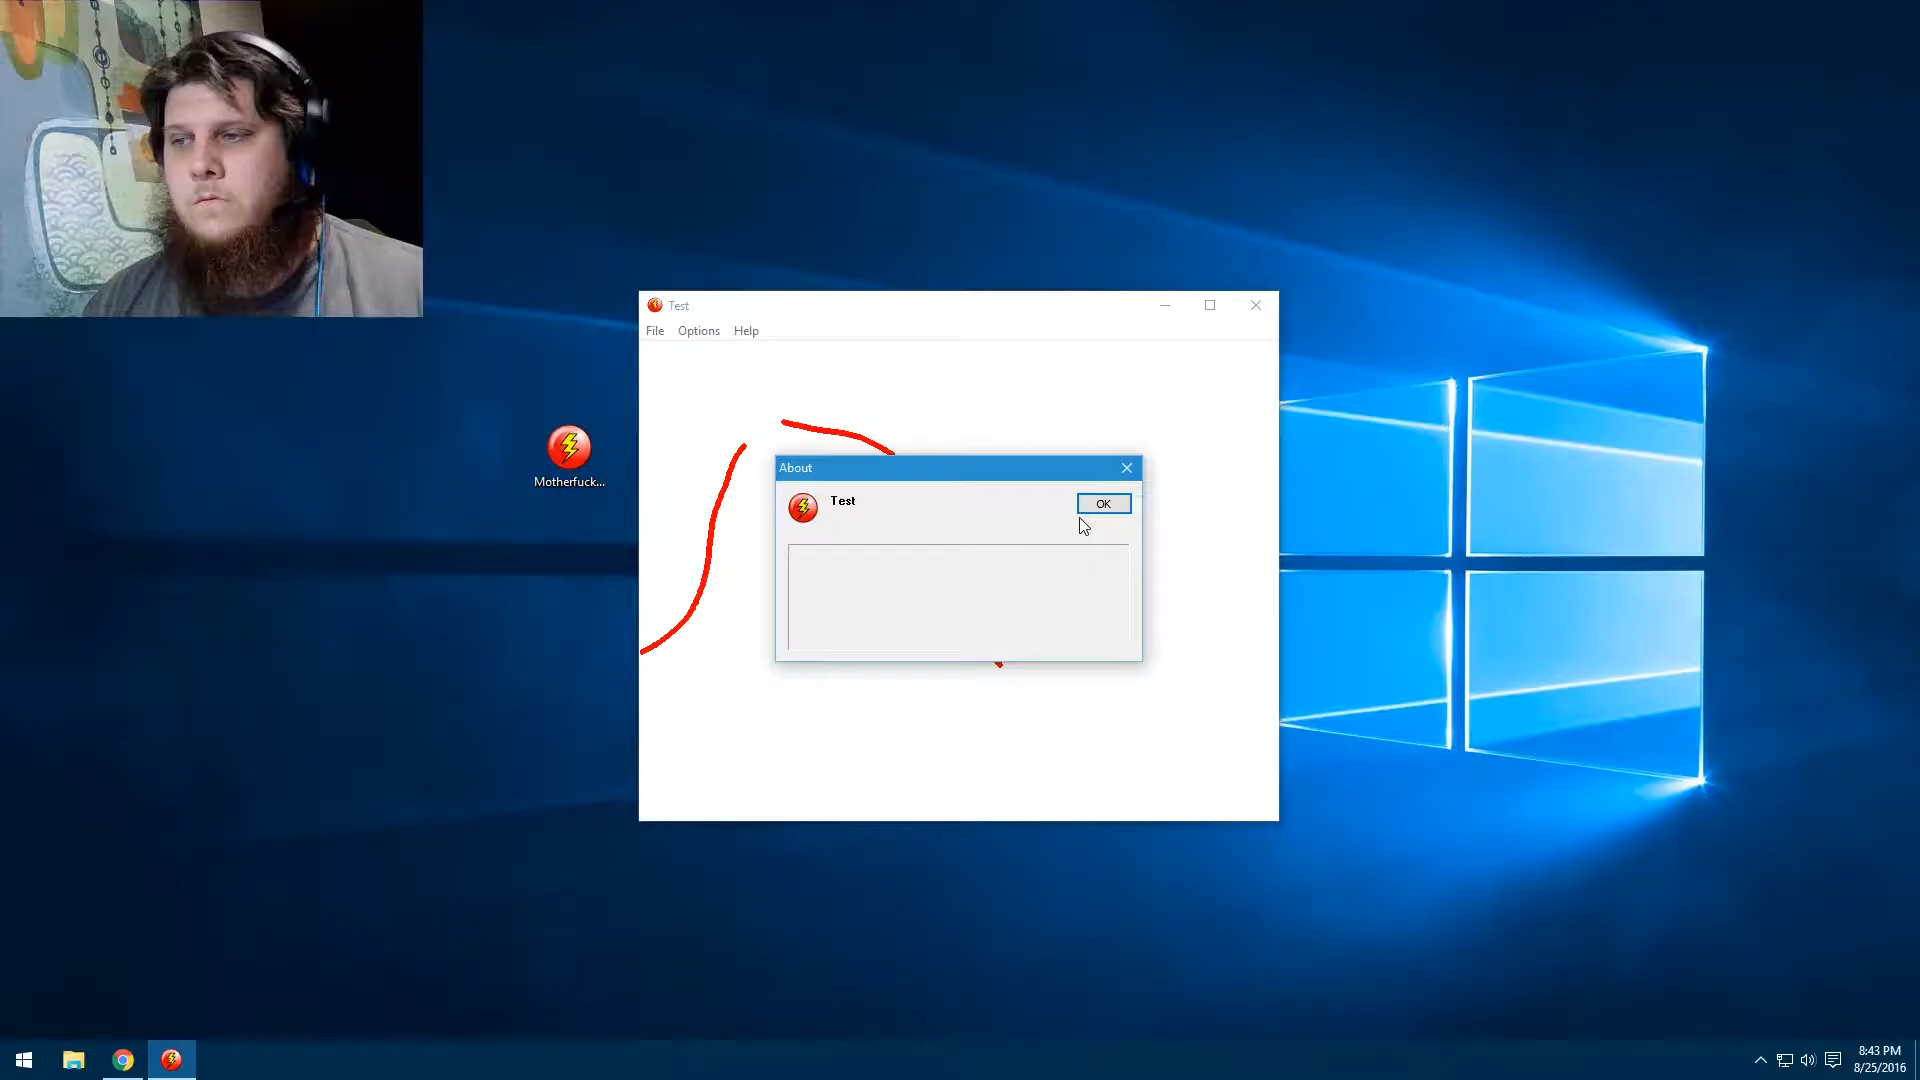 Test
File Options Help
Motherfuck...
About
Test
OK
8:43 PM
8/25/2016